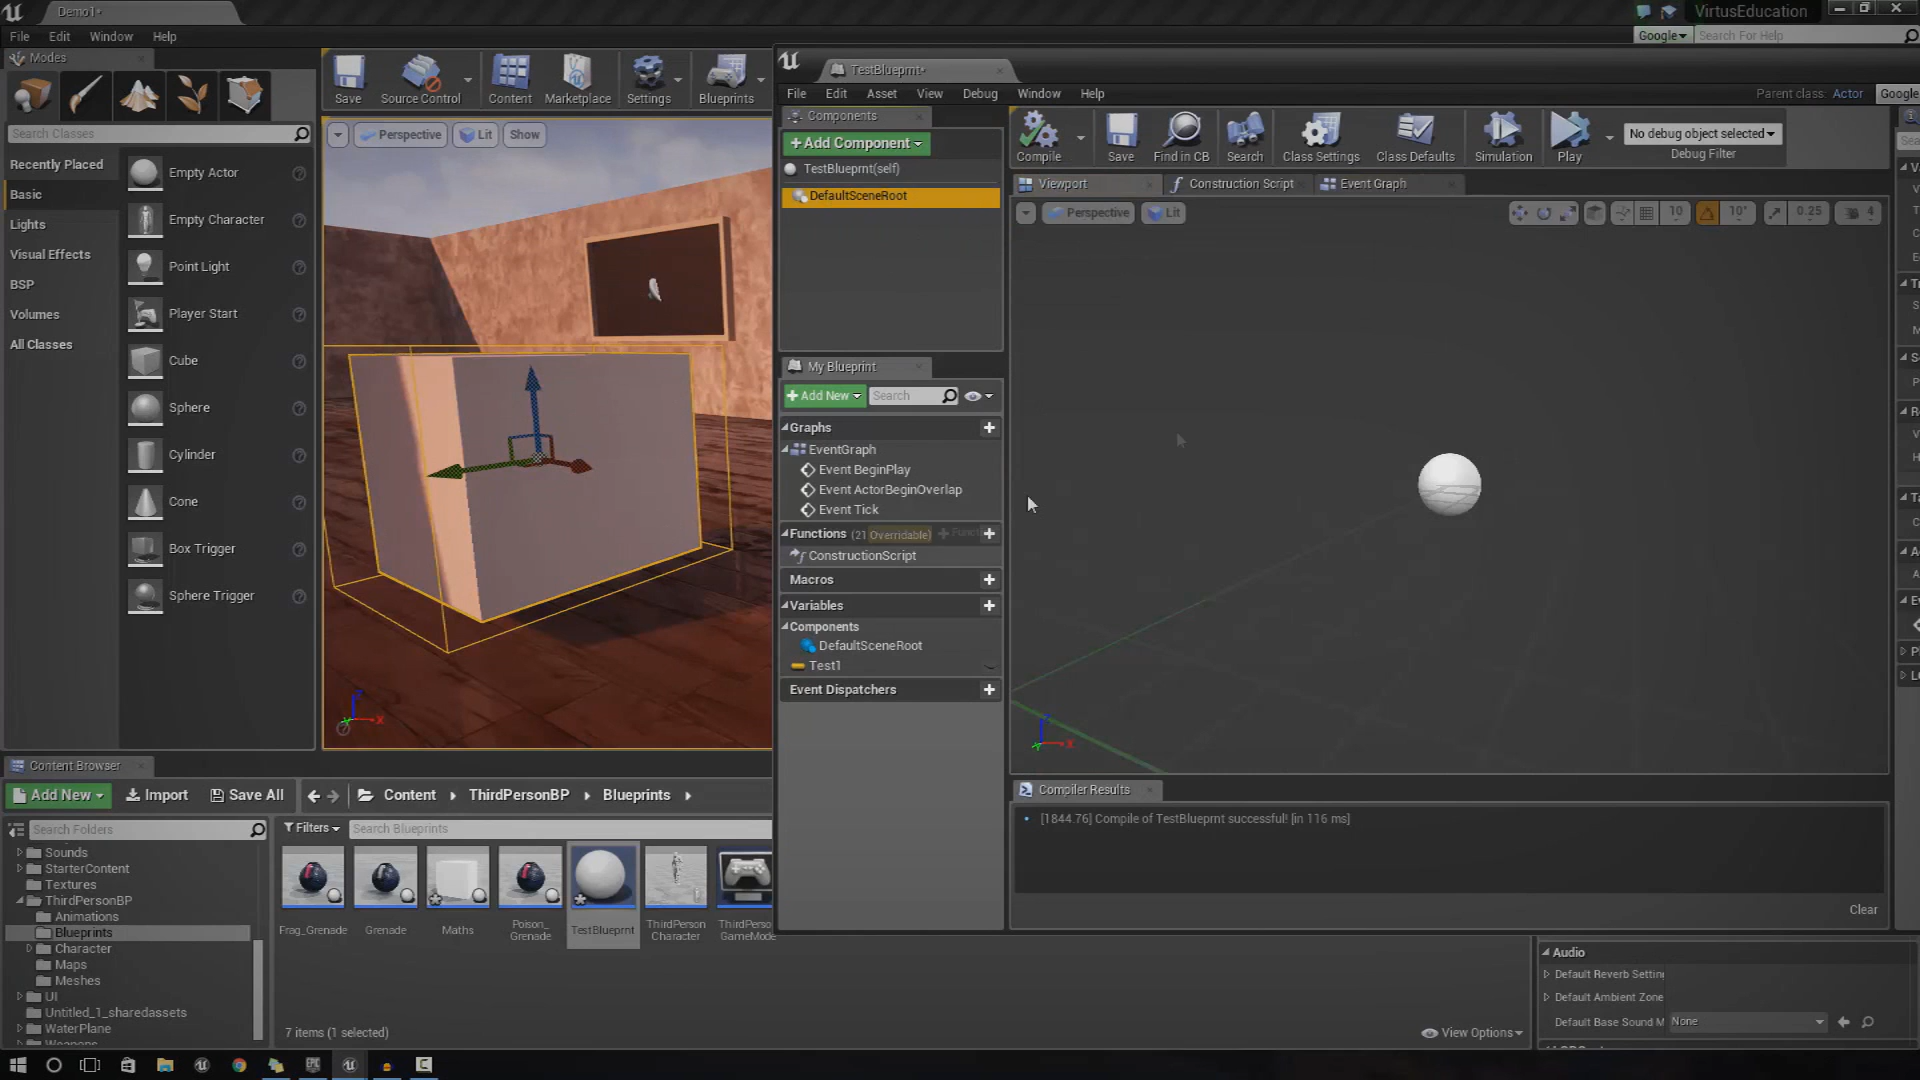 Demo1*
VirtusEducation
File Edit Window Help
Google
Search For Help
Modes
Search Classes
Recently Placed
Basic
Lights
Visual Effects
BSP
Volumes
All Classes
Empty Actor
Empty Character
Point Light
Player Start
Cube
Sphere
Cylinder
Cone
Box Trigger
Sphere Trigger
Save
Source Control
Content
Marketplace
Settings
Blueprints
Perspective
Lit
Show
X
TestBlueprnt*
File Edit Asset View Debug Window Help
Parent class: Actor
Google
Components
+Add Component
TestBlueprnt(self)
DefaultSceneRoot
Compile
Save
Find in CB
Search
Class Settings
Class Defaults
Simulation
Play
No debug object selected
Debug Filter
Viewport
Construction Script
Event Graph
Perspective
Lit
10
10°
0.25
4
X
My Blueprint
+Add New
Search
Graphs
EventGraph
Event BeginPlay
Event ActorBeginOverlap
Event Tick
Functions (21 Overridable)
ConstructionScript
Macros
Variables
Components
DefaultSceneRoot
Test1
Event Dispatchers
Compiler Results
[1844.76] Compile of TestBlueprnt successful! [in 116 ms]
Clear
Content Browser
Add New
Import
Save All
Content
ThirdPersonBP
Blueprints
Search Folders
Filters
Search Blueprints
Sounds
StarterContent
Textures
ThirdPersonBP
Animations
Blueprints
Character
Maps
Meshes
UI
Untitled_1_sharedassets
WaterPlane
Frag_Grenade
Grenade
Maths
Poison_
Grenade
TestBlueprnt
ThirdPerson
Character
ThirdPerso
GameMode
7 items (1 selected)
View Options
Audio
Default Reverb Settin
Default Ambient Zone
Default Base Sound M
None